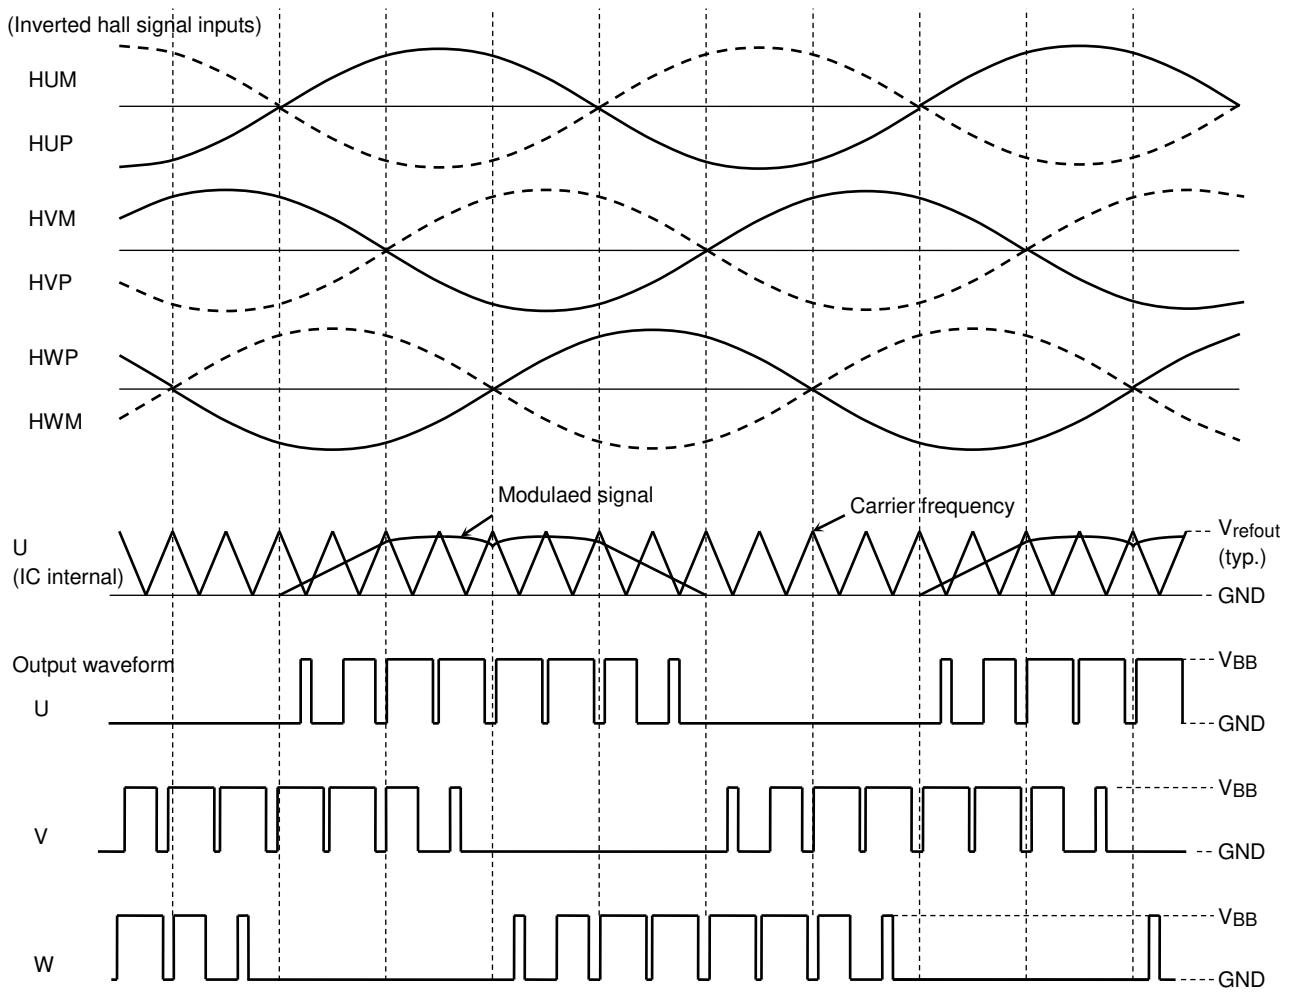 (Inverted hall signal inputs)
HUM
HUP
HVM
HVP
HWP
HWM
Modulaed signal
Carrier frequency
U
(IC internal)
Vrefout
(typ.)
GND
Output waveform
U
VBB
GND
V
VBB
GND
W
VBB
GND